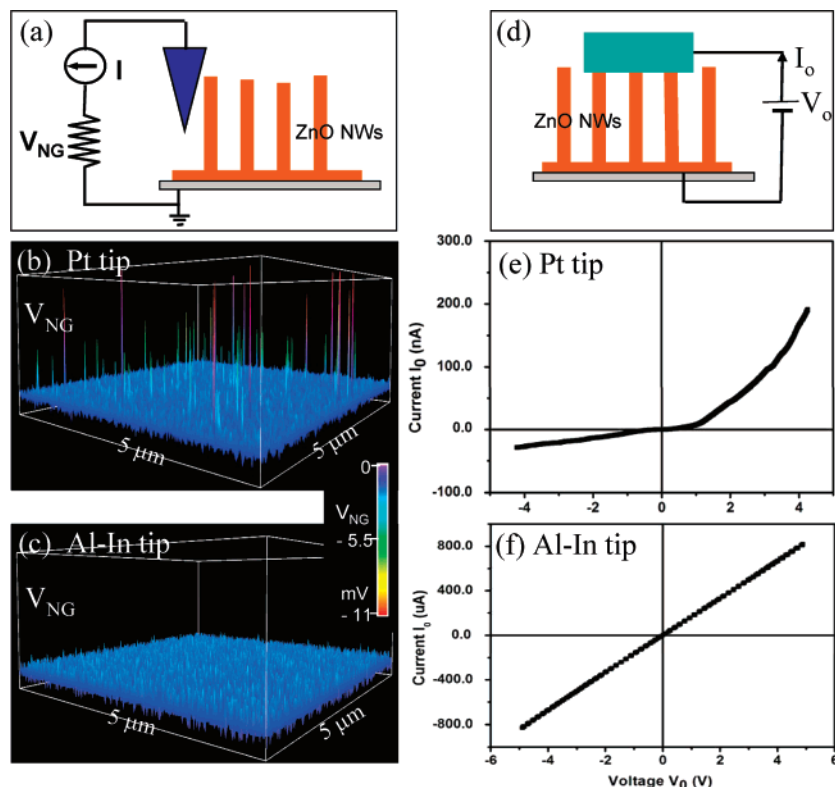 (a)
I
V_NG
ZnO NWs
(d)
I_o
V_o
ZnO NWs
(b) Pt tip
V_NG
5 µm
5 µm
0
V_NG
- 5.5
mV
- 11
(c) Al-In tip
V_NG
5 µm
5 µm
(e) Pt tip
300.0
200.0
100.0
0.0
-100.0
Current I_0 (nA)
-4 -2 0 2 4
(f) Al-In tip
800.0
400.0
0.0
-400.0
-800.0
Current I_0 (uA)
-6 -4 -2 0 2 4 6
Voltage V_0 (V)